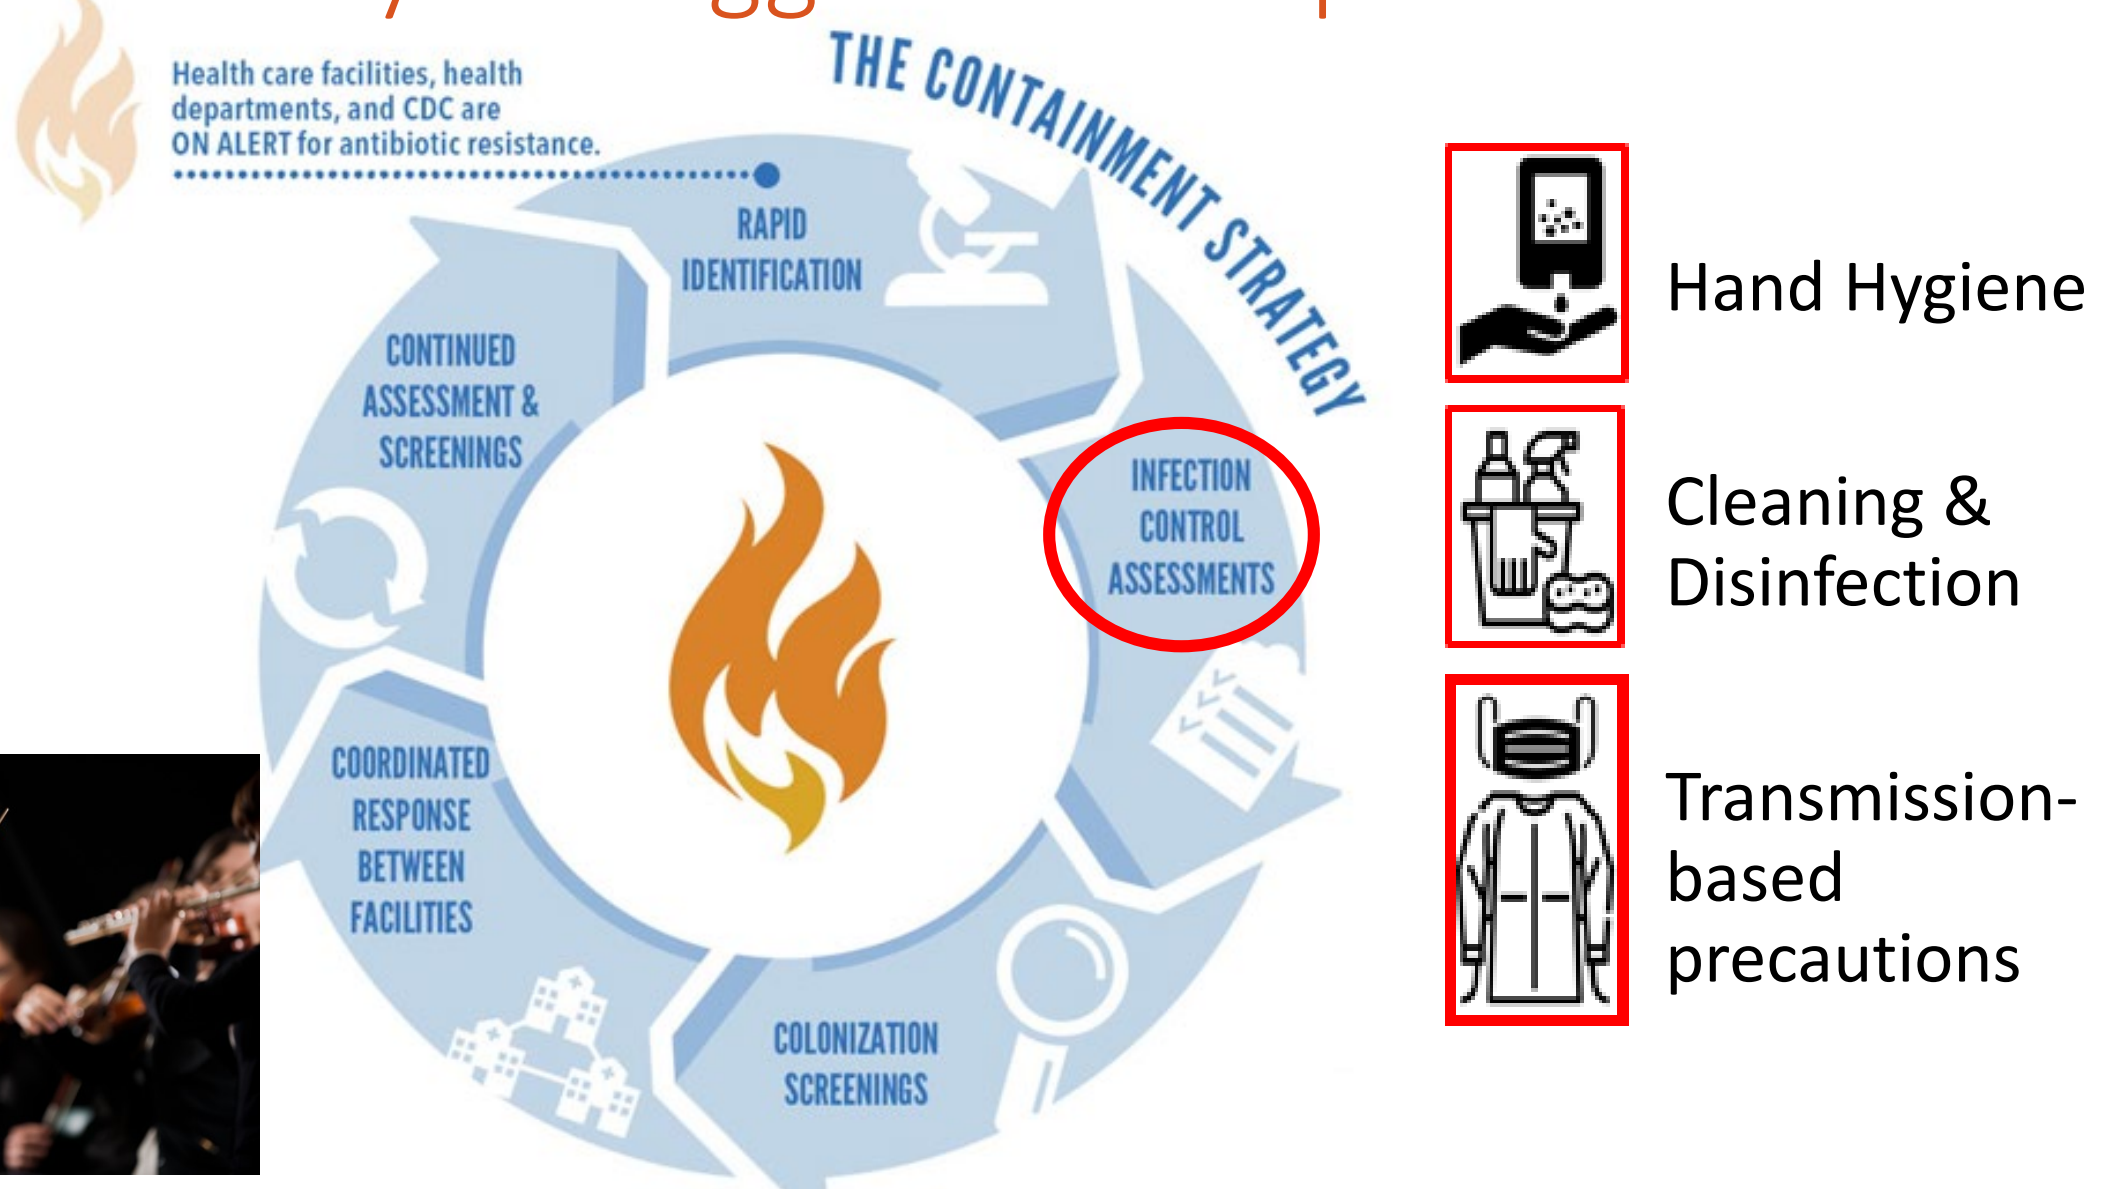 Health care facilities, health
departments, and CDC are
ON ALERT for antibiotic resistance.
THE CONTAINMENT STRATEGY
RAPID
IDENTIFICATION
CONTINUED
ASSESSMENT &
SCREENINGS
INFECTION
CONTROL
ASSESSMENTS
COORDINATED
RESPONSE
BETWEEN
FACILITIES
COLONIZATION
SCREENINGS
Hand Hygiene
Cleaning &
Disinfection
Transmission-
based
precautions